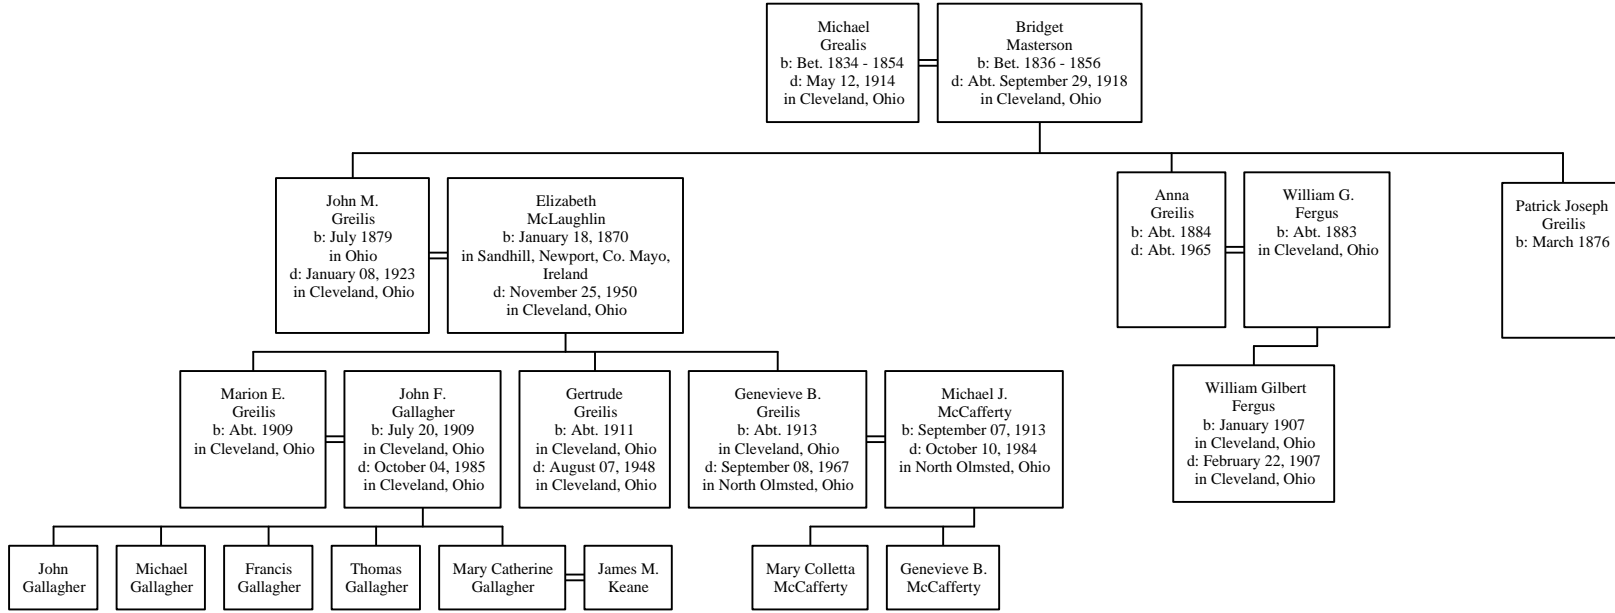 Michael
Grealis
b: Bet. 1834 - 1854
d: May 12, 1914
in Cleveland, Ohio
Bridget
Masterson
b: Bet. 1836 - 1856
d: Abt. September 29, 1918
in Cleveland, Ohio
John M.
Greilis
b: July 1879
in Ohio
d: January 08, 1923
in Cleveland, Ohio
Elizabeth
McLaughlin
b: January 18, 1870
in Sandhill, Newport, Co. Mayo,
Ireland
d: November 25, 1950
in Cleveland, Ohio
Anna
Greilis
b: Abt. 1884
d: Abt. 1965
William G.
Fergus
b: Abt. 1883
in Cleveland, Ohio
Patrick Joseph
Greilis
b: March 1876
Marion E.
Greilis
b: Abt. 1909
in Cleveland, Ohio
John F.
Gallagher
b: July 20, 1909
in Cleveland, Ohio
d: October 04, 1985
in Cleveland, Ohio
Gertrude
Greilis
b: Abt. 1911
in Cleveland, Ohio
d: August 07, 1948
in Cleveland, Ohio
Genevieve B.
Greilis
b: Abt. 1913
in Cleveland, Ohio
d: September 08, 1967
in North Olmsted, Ohio
Michael J.
McCafferty
b: September 07, 1913
d: October 10, 1984
in North Olmsted, Ohio
William Gilbert
Fergus
b: January 1907
in Cleveland, Ohio
d: February 22, 1907
in Cleveland, Ohio
John
Gallagher
Michael
Gallagher
Francis
Gallagher
Thomas
Gallagher
Mary Catherine
Gallagher
James M.
Keane
Mary Colletta
McCafferty
Genevieve B.
McCafferty